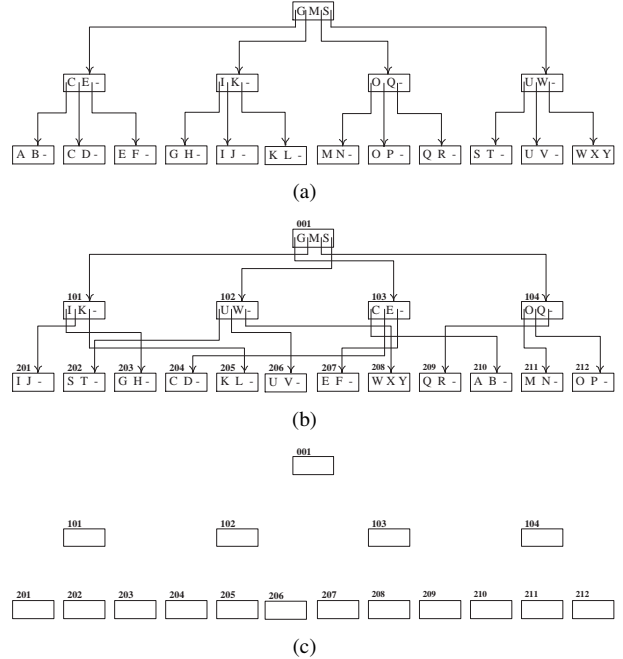 G M S
C E - I K - O Q - U W -
A B - C D - E F - G H - I J - K L - M N - O P - Q R - S T - U V - W X Y
(a)
001
G M S
101 102 103 104
I K - U W - C E - O Q -
201 202 203 204 205 206 207 208 209 210 211 212
I J - S T - G H - C D - K L - U V - E F - W X Y Q R - A B - M N - O P -
(b)
001
101 102 103 104
201 202 203 204 205 206 207 208 209 210 211 212
(c)